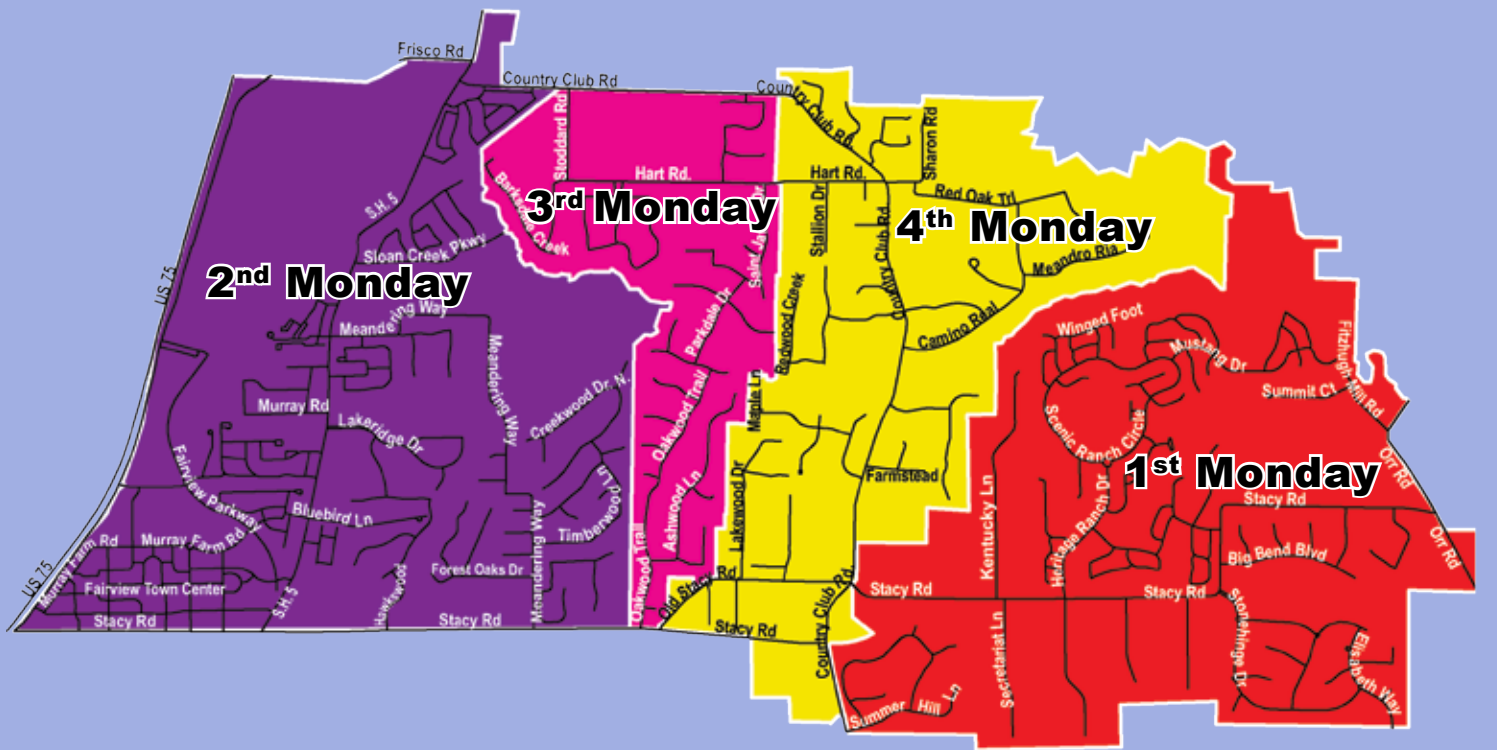 Frisco Rd
Country Club Rd
Country Club Rd.
Stoddard Rd
Sharon Rd
Hart Rd.
Hart Rd.
Red Oak Trl
S.H. 5
3rd Monday
4th Monday
Stallion Dr
Country Club Rd
Sloan Creek Pkwy
Meandro Ria
2nd Monday
US 75
Redwood Creek
Parkdale Dr
Meandering Way
Camino Real
Winged Foot
Mustang Dr
Fitzhugh Mill Rd
Meandering Way
Creekwood Dr. N.
Maple Ln
Summit Ct
Murray Rd
Lakeridge Dr
Oakwood Trail
Scenic Ranch Circle
1st Monday
Orr Rd
Fairview Parkway
Timberwood Ln
Ashwood Ln
Lakewood Dr
Farmstead
Kentucky Ln
Heritage Ranch Dr
Stacy Rd
Bluebird Ln
Meandering Way
Big Bend Blvd
Orr Rd
Murray Farm Rd
Murray Farm Rd
Forest Oaks Dr
Oakwood Trail
Old Stacy Rd
Country Club Rd
Stacy Rd
Stacy Rd
US 75
Fairview Town Center
S.H. 5
Hawkswood
Stacy Rd
Stacy Rd
Stacy Rd
Secretariat Ln
Stonehinge Dr
Elisabeth Way
Summer Hill Ln